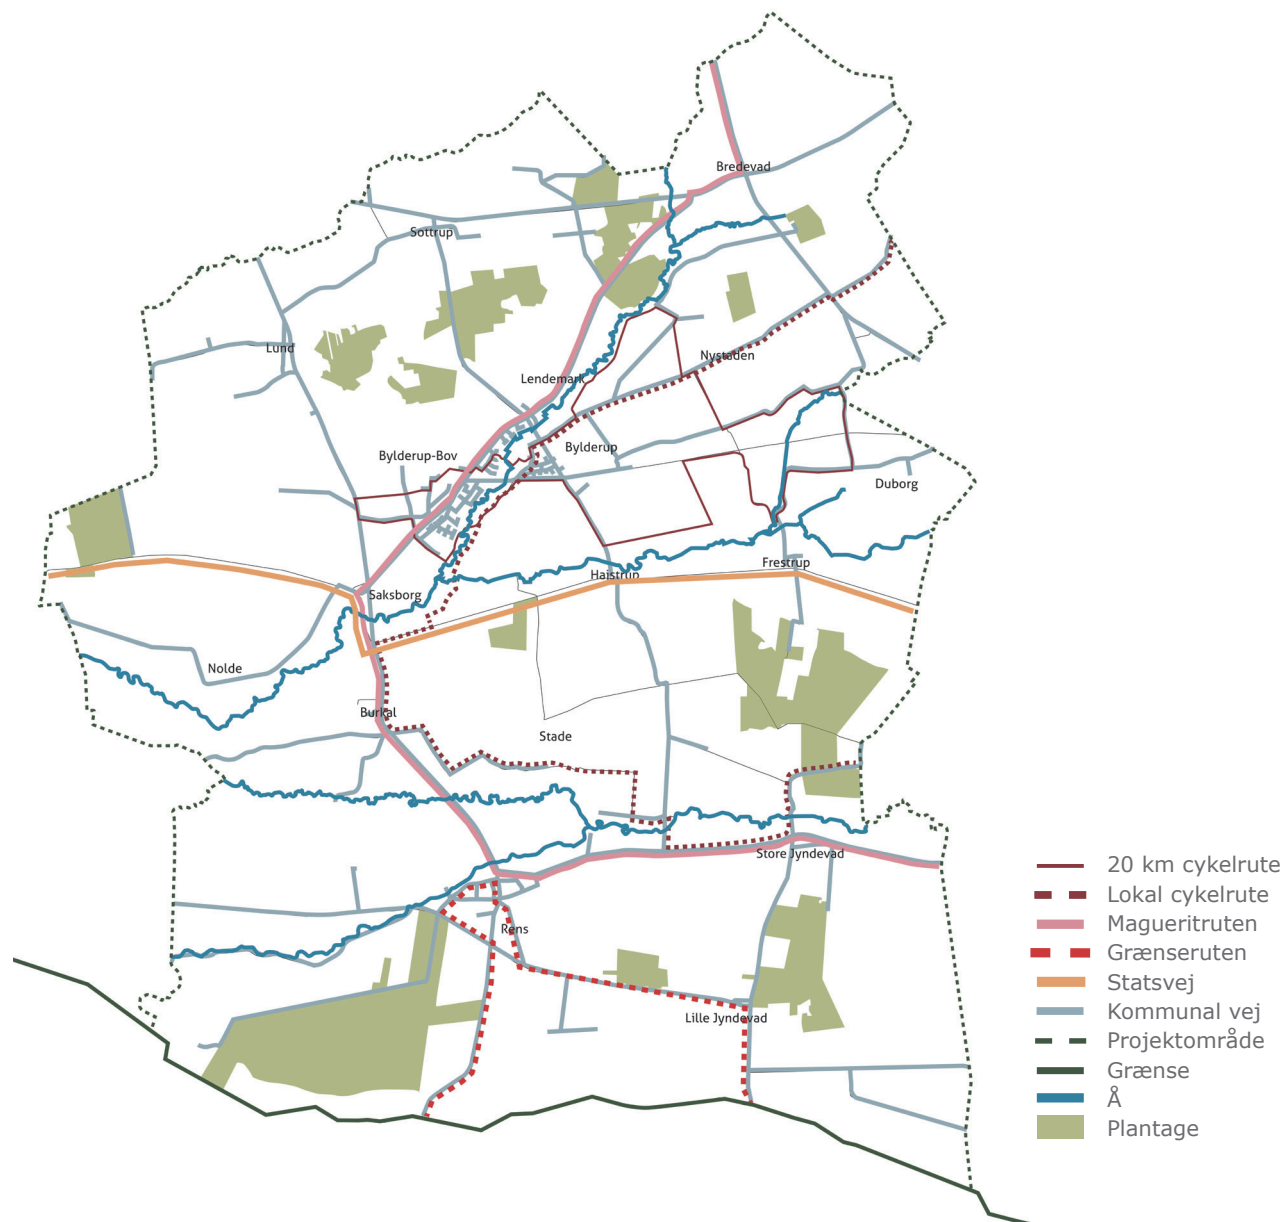 Bredevad
Sottrup
Lund
Nystaden
Lendemark
Bylderup
Bylderup-Bov
Duborg
Frestrup
Hajstrup
Saksborg
Nolde
Burkal
Stade
Store Jyndevad
Rens
Lille Jyndevad
20 km cykelrute
Lokal cykelrute
Magueritruten
Grænseruten
Statsvej
Kommunal vej
Projektområde
Grænse
Å
Plantage